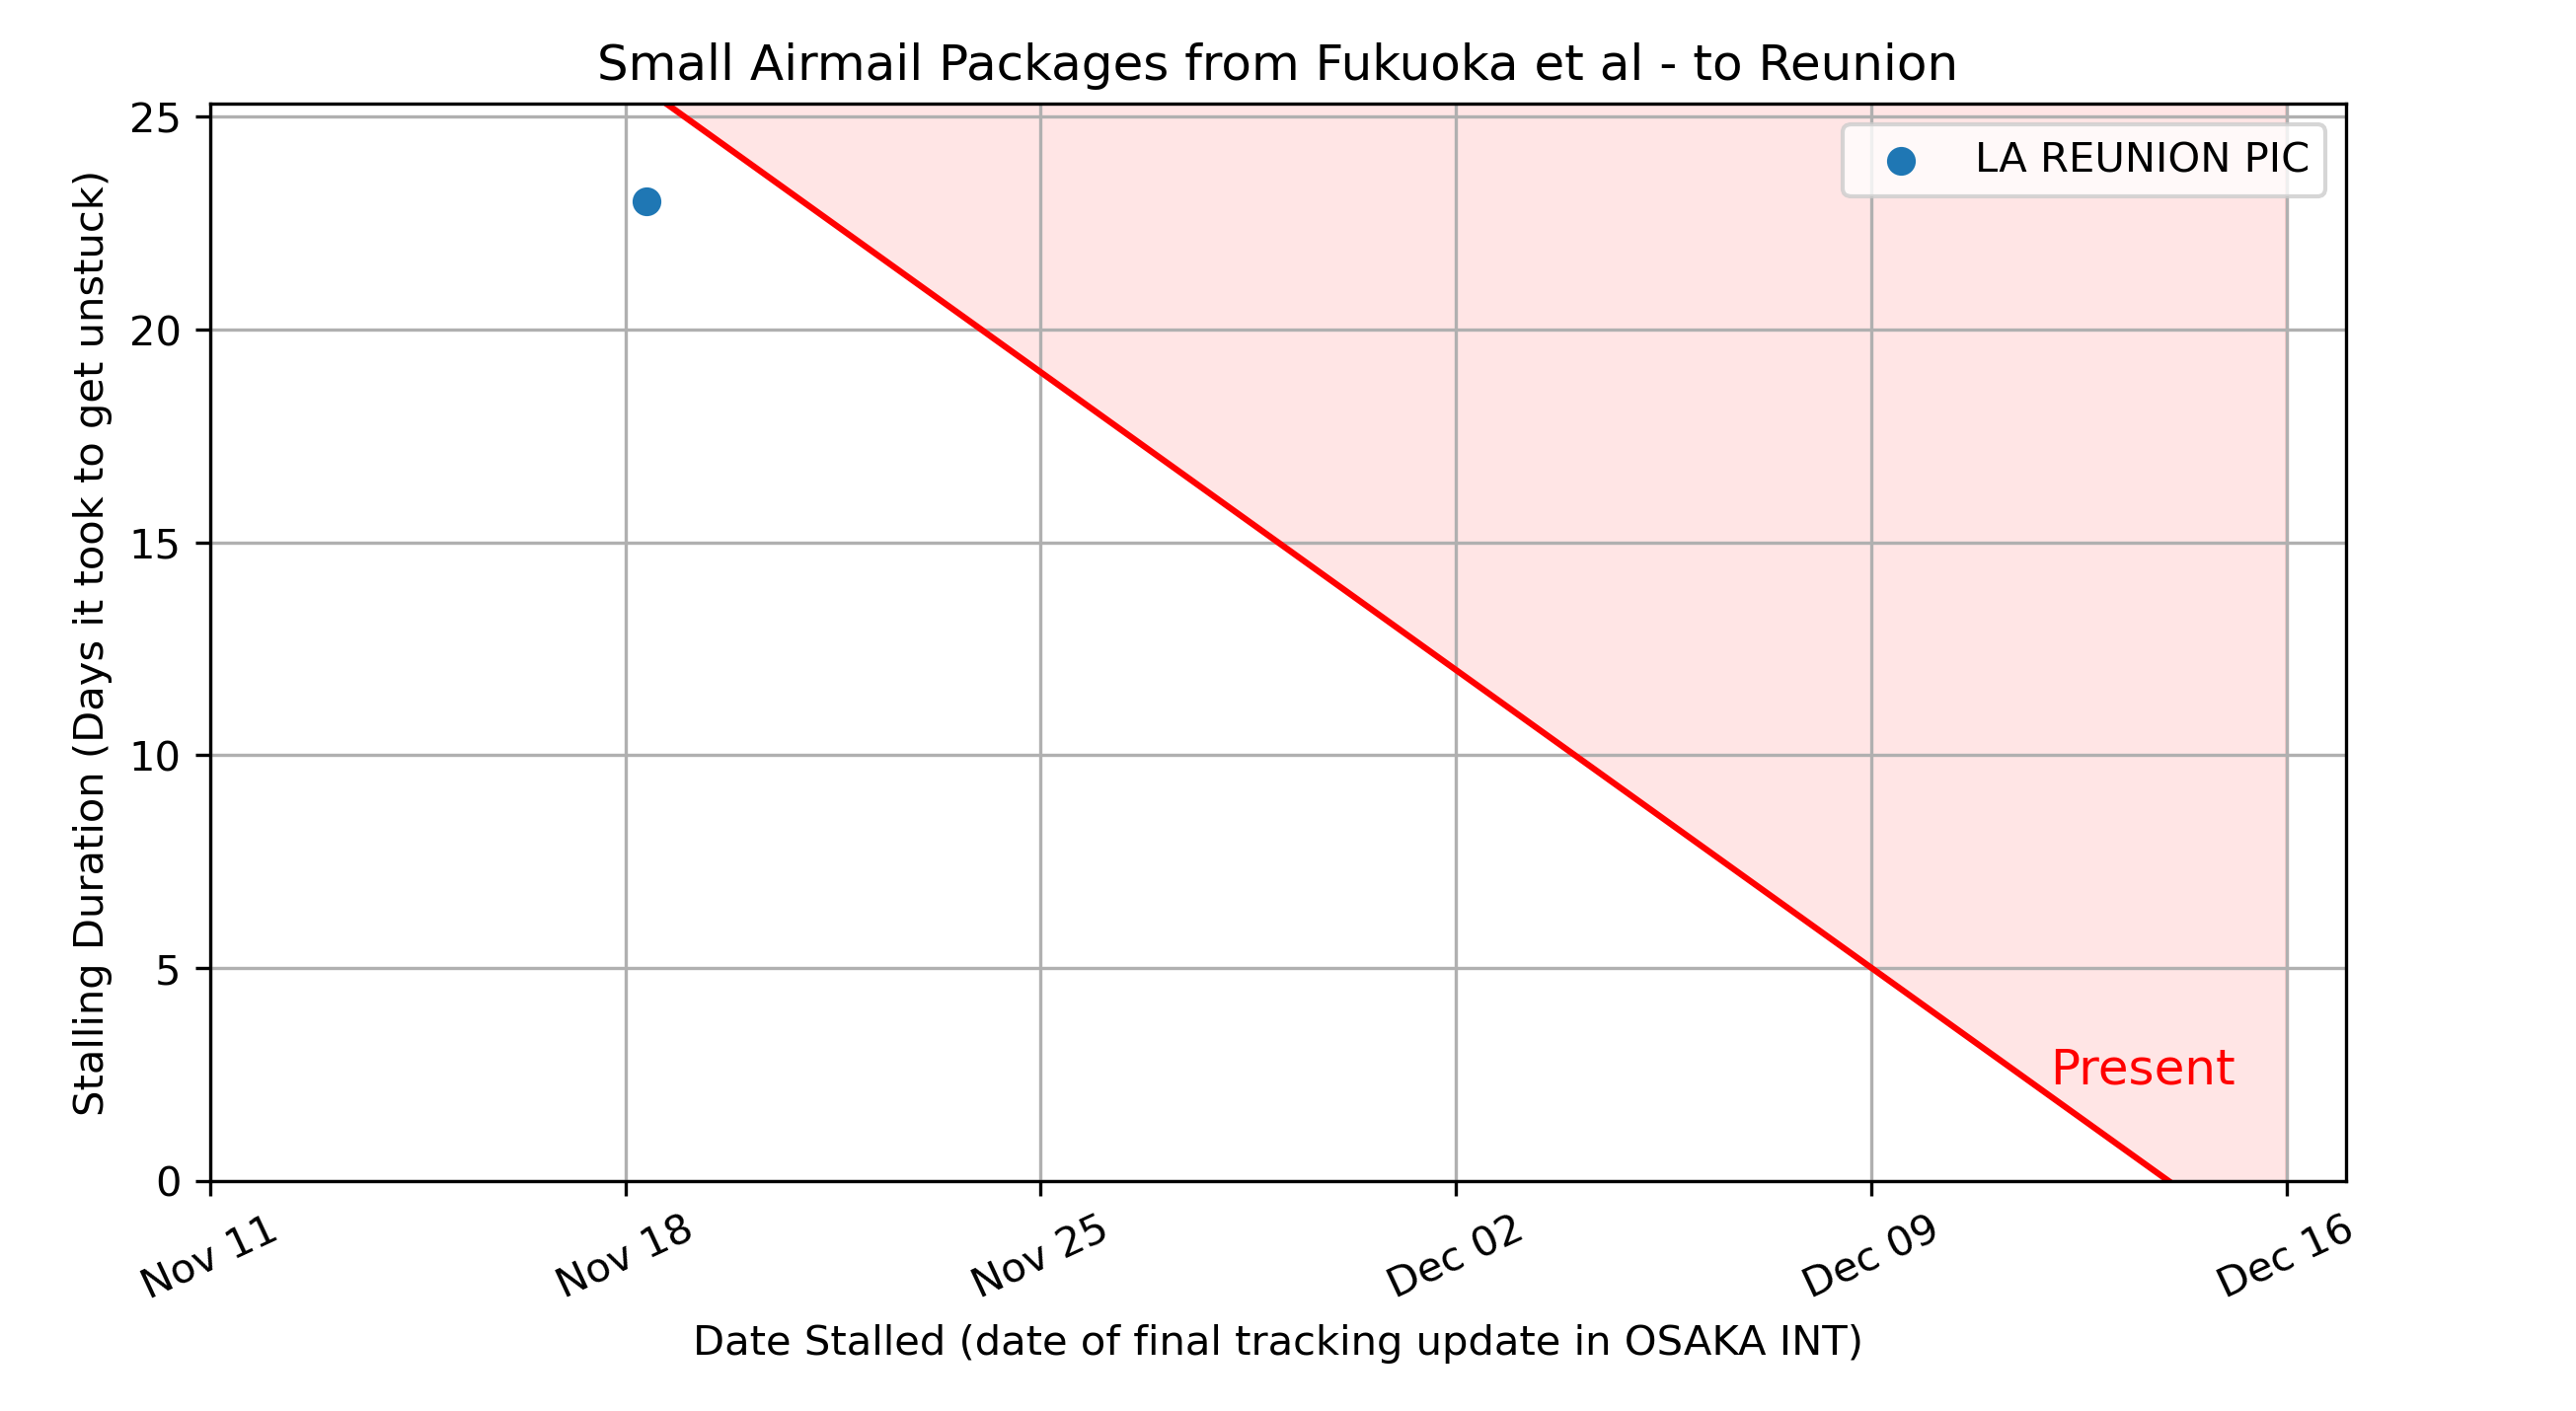 Small Airmail Packages from Fukuoka et al - to Reunion
LA REUNION PIC
Stalling Duration (Days it took to get unstuck)
25
20
15
10
5
0
Present
Nov 11
Nov 18
Nov 25
Dec 02
Dec 09
Dec 16
Date Stalled (date of final tracking update in OSAKA INT)